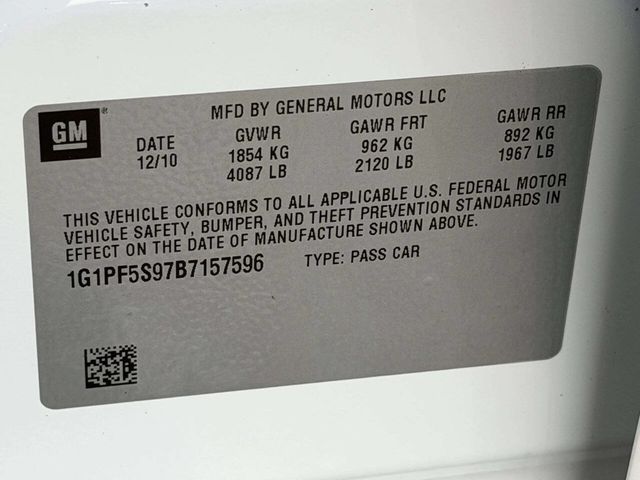 MFD BY GENERAL MOTORS LLC
GM® DATE GVWR GAWR FRT GAWR RR
12/10 1854 KG 962 KG 892 KG
4087 LB 2120 LB 1967 LB
THIS VEHICLE CONFORMS TO ALL APPLICABLE U.S. FEDERAL MOTOR
VEHICLE SAFETY, BUMPER, AND THEFT PREVENTION STANDARDS IN
EFFECT ON THE DATE OF MANUFACTURE SHOWN ABOVE.
1G1PF5S97B7157596 TYPE: PASS CAR